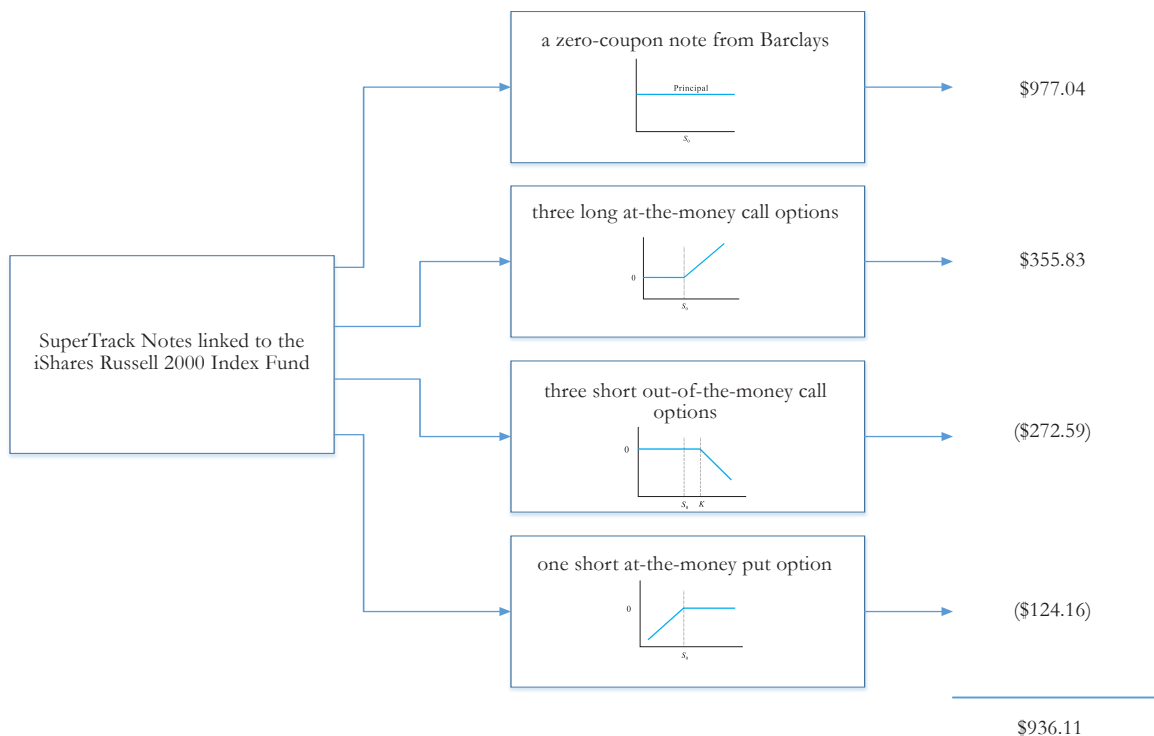 a zero-coupon note from Barclays
Principal
S₀
$977.04
three long at-the-money call options
0
S₀
$355.83
SuperTrack Notes linked to the
iShares Russell 2000 Index Fund
three short out-of-the-money call
options
0
S₀ K
($272.59)
one short at-the-money put option
0
S₀
($124.16)
$936.11